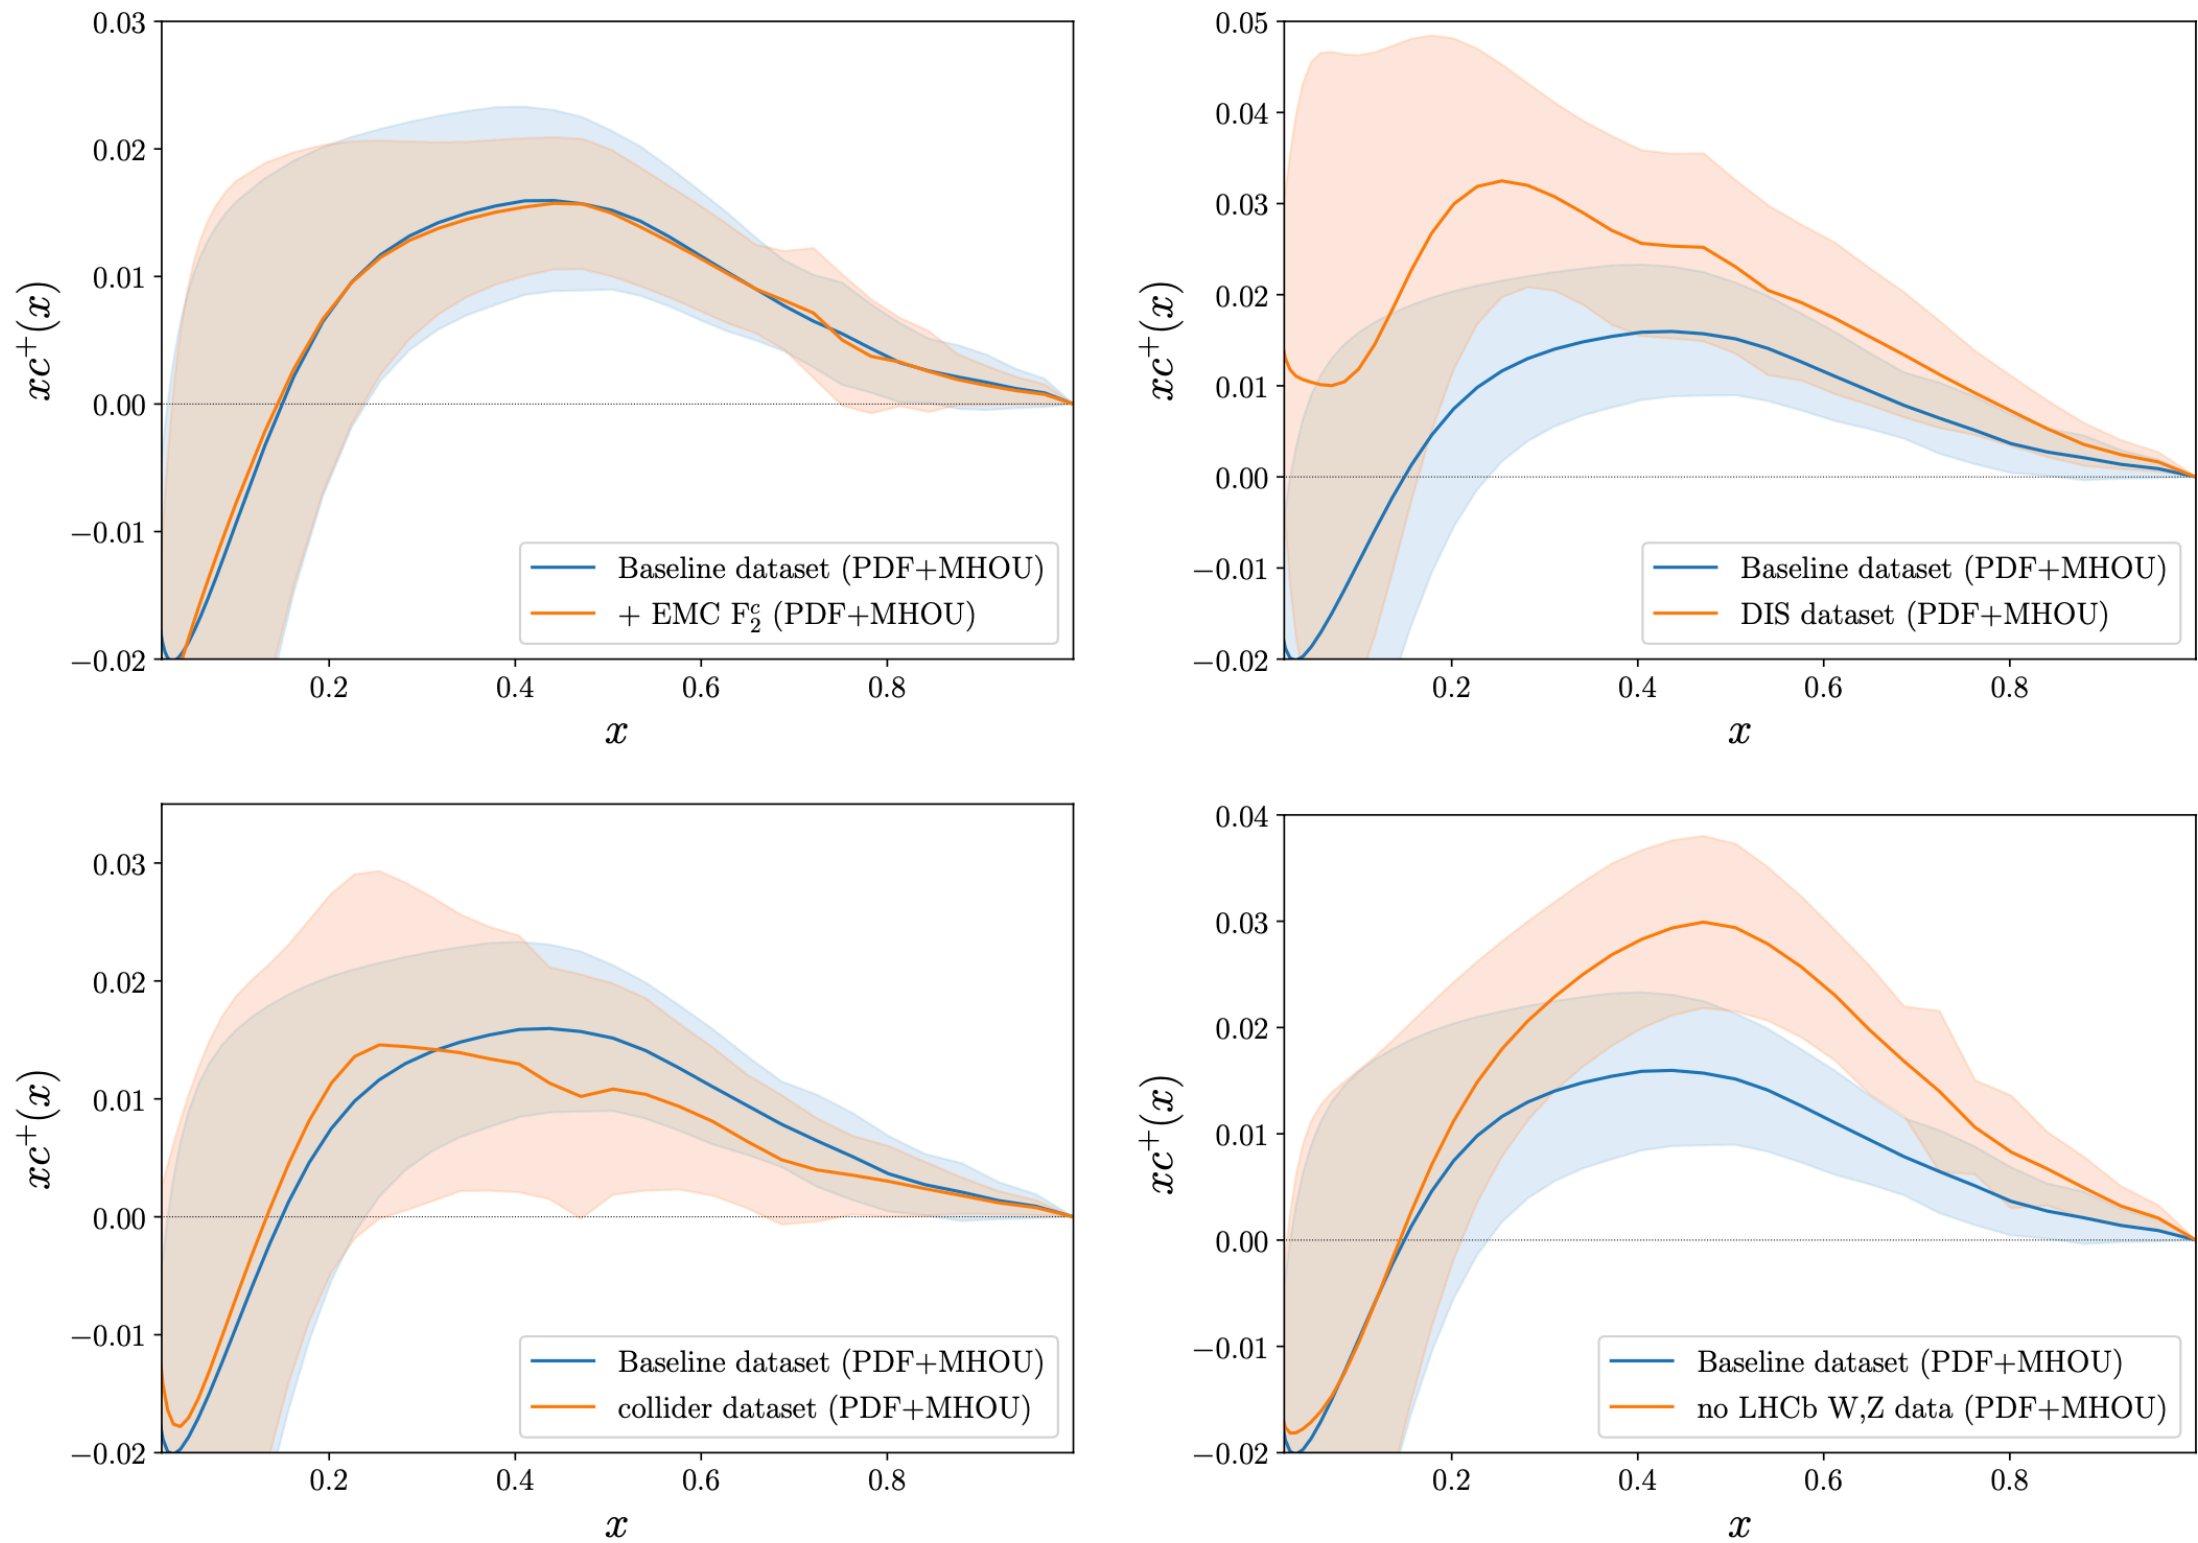 0.03
0.02
0.01
0.00
−0.01
−0.02
0.2 0.4 0.6 0.8
xc⁺(x)
x
Baseline dataset (PDF+MHOU)
+ EMC F₂ᶜ (PDF+MHOU)
0.05
0.04
0.03
0.02
0.01
0.00
−0.01
−0.02
0.2 0.4 0.6 0.8
xc⁺(x)
x
Baseline dataset (PDF+MHOU)
DIS dataset (PDF+MHOU)
0.03
0.02
0.01
0.00
−0.01
−0.02
0.2 0.4 0.6 0.8
xc⁺(x)
x
Baseline dataset (PDF+MHOU)
collider dataset (PDF+MHOU)
0.04
0.03
0.02
0.01
0.00
−0.01
−0.02
0.2 0.4 0.6 0.8
xc⁺(x)
x
Baseline dataset (PDF+MHOU)
no LHCb W,Z data (PDF+MHOU)